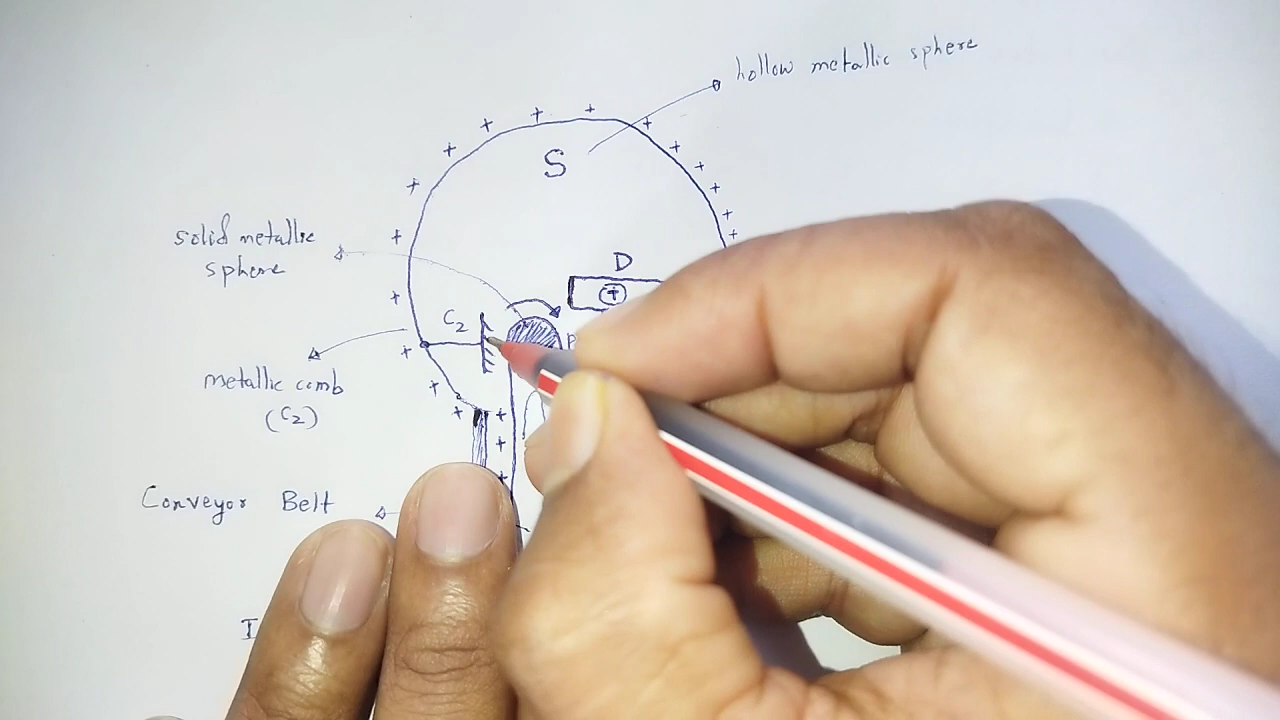 hollow metallic sphere
S
solid metallic
sphere
D
+
C2
P
metallic comb
(C2)
Conveyor Belt
I